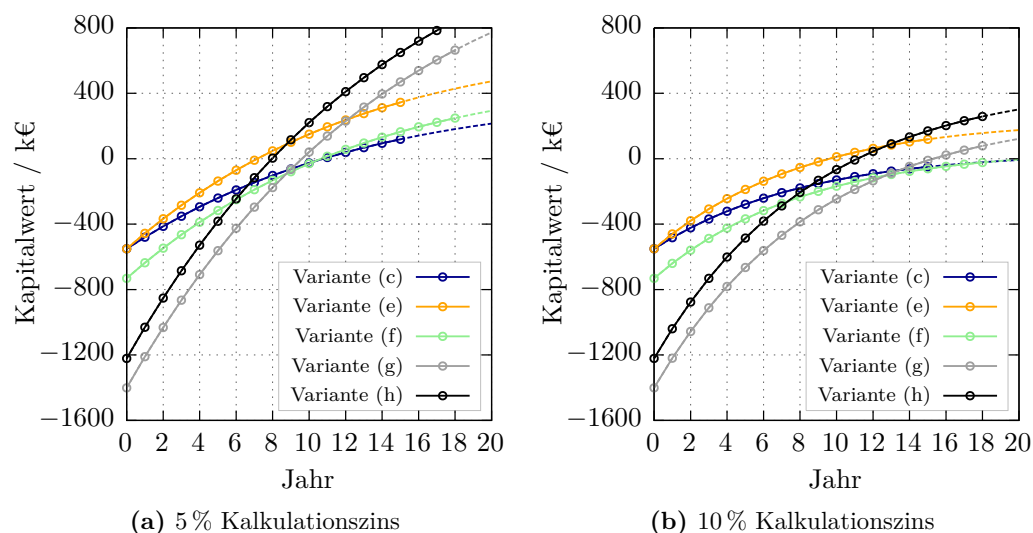 800
400
0
−400
−800
−1200
−1600
Kapitalwert / k€
Variante (c)
Variante (e)
Variante (f)
Variante (g)
Variante (h)
0 2 4 6 8 10 12 14 16 18 20
Jahr
(a) 5 % Kalkulationszins
800
400
0
−400
−800
−1200
−1600
Kapitalwert / k€
Variante (c)
Variante (e)
Variante (f)
Variante (g)
Variante (h)
0 2 4 6 8 10 12 14 16 18 20
Jahr
(b) 10 % Kalkulationszins